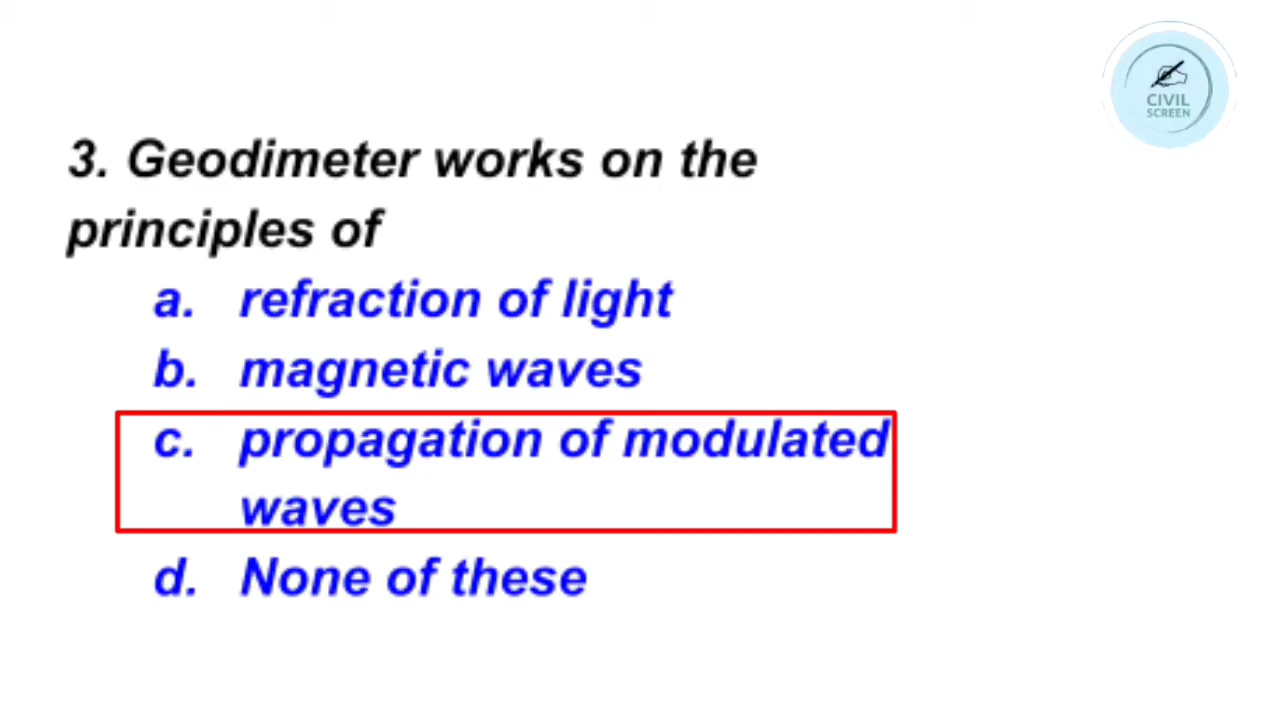 CIVIL
SCREEN
3. Geodimeter works on the
principles of
a. refraction of light
b. magnetic waves
c. propagation of modulated
waves
d. None of these